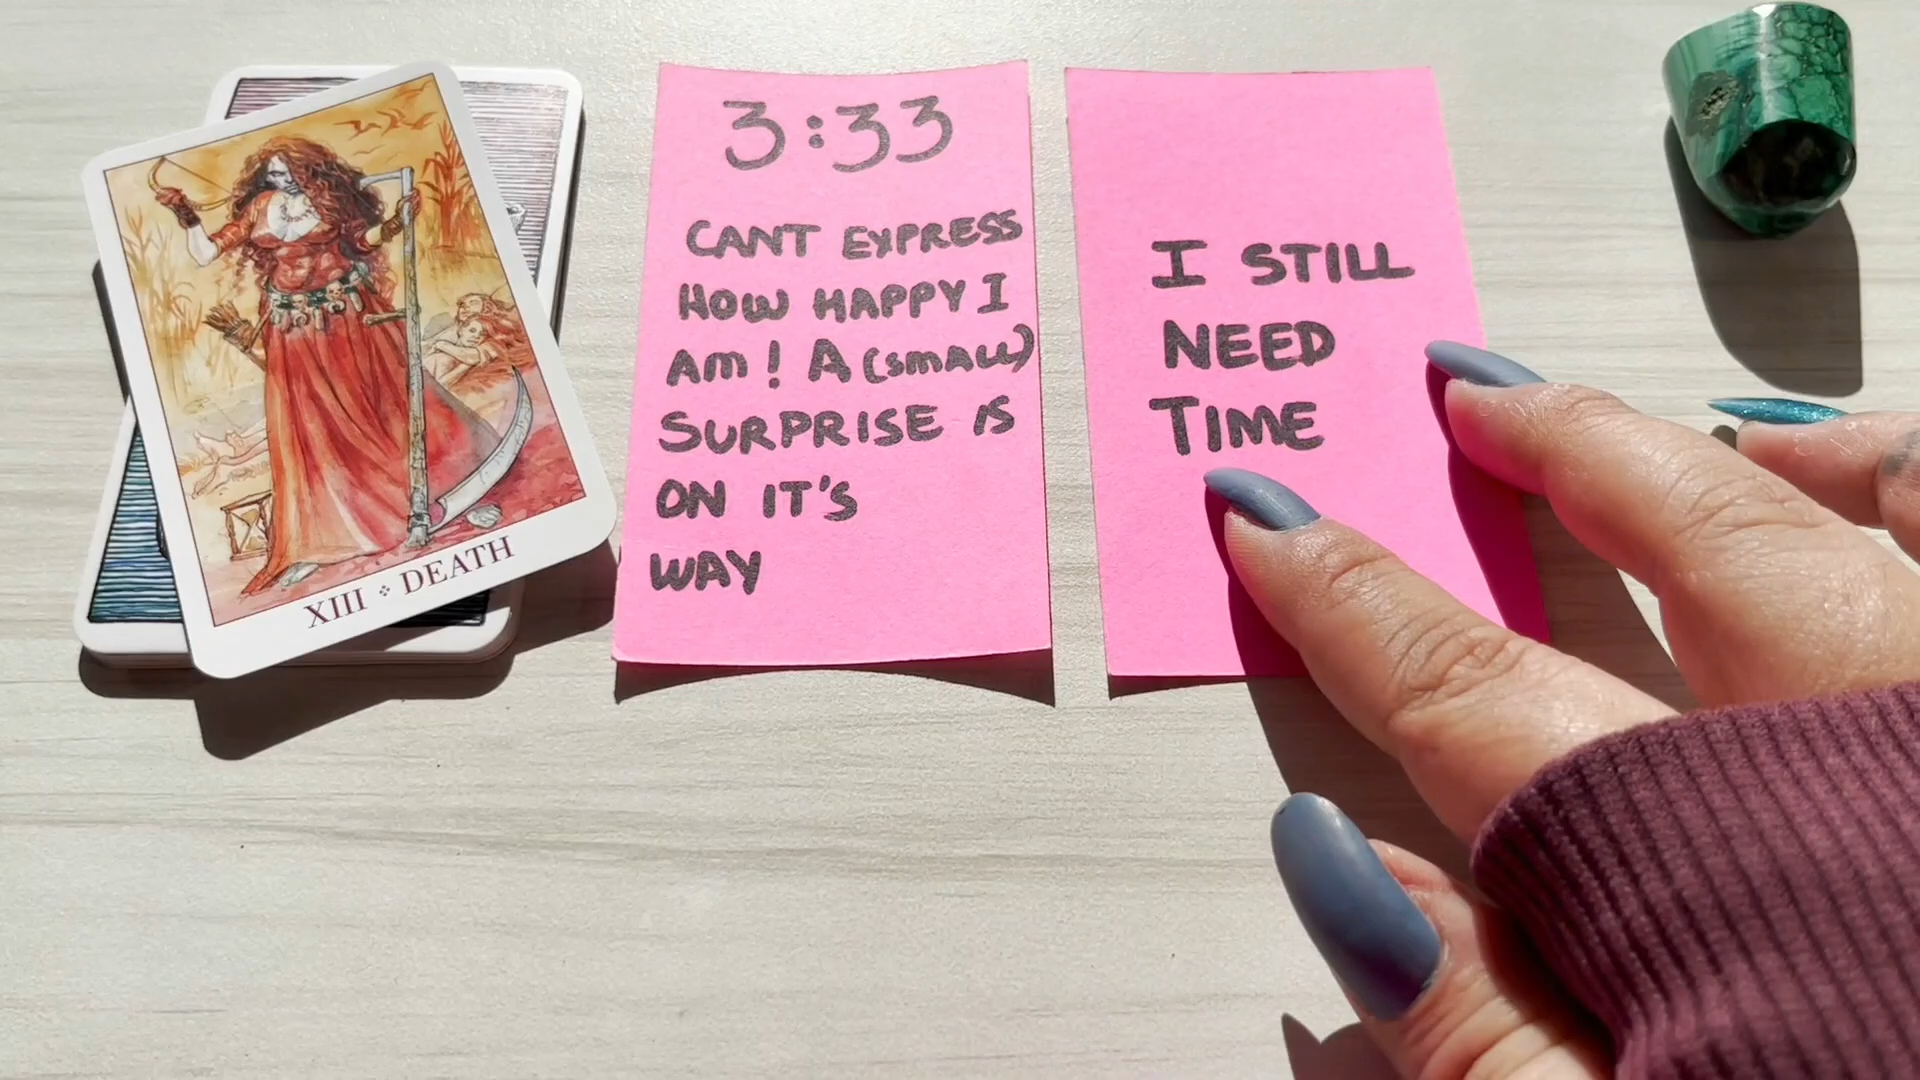 XIII ❖ DEATH
3:33
CANT EXPRESS
HOW HAPPY I
AM! A (SMALL)
SURPRISE IS
ON IT'S
WAY
I STILL
NEED
TIME